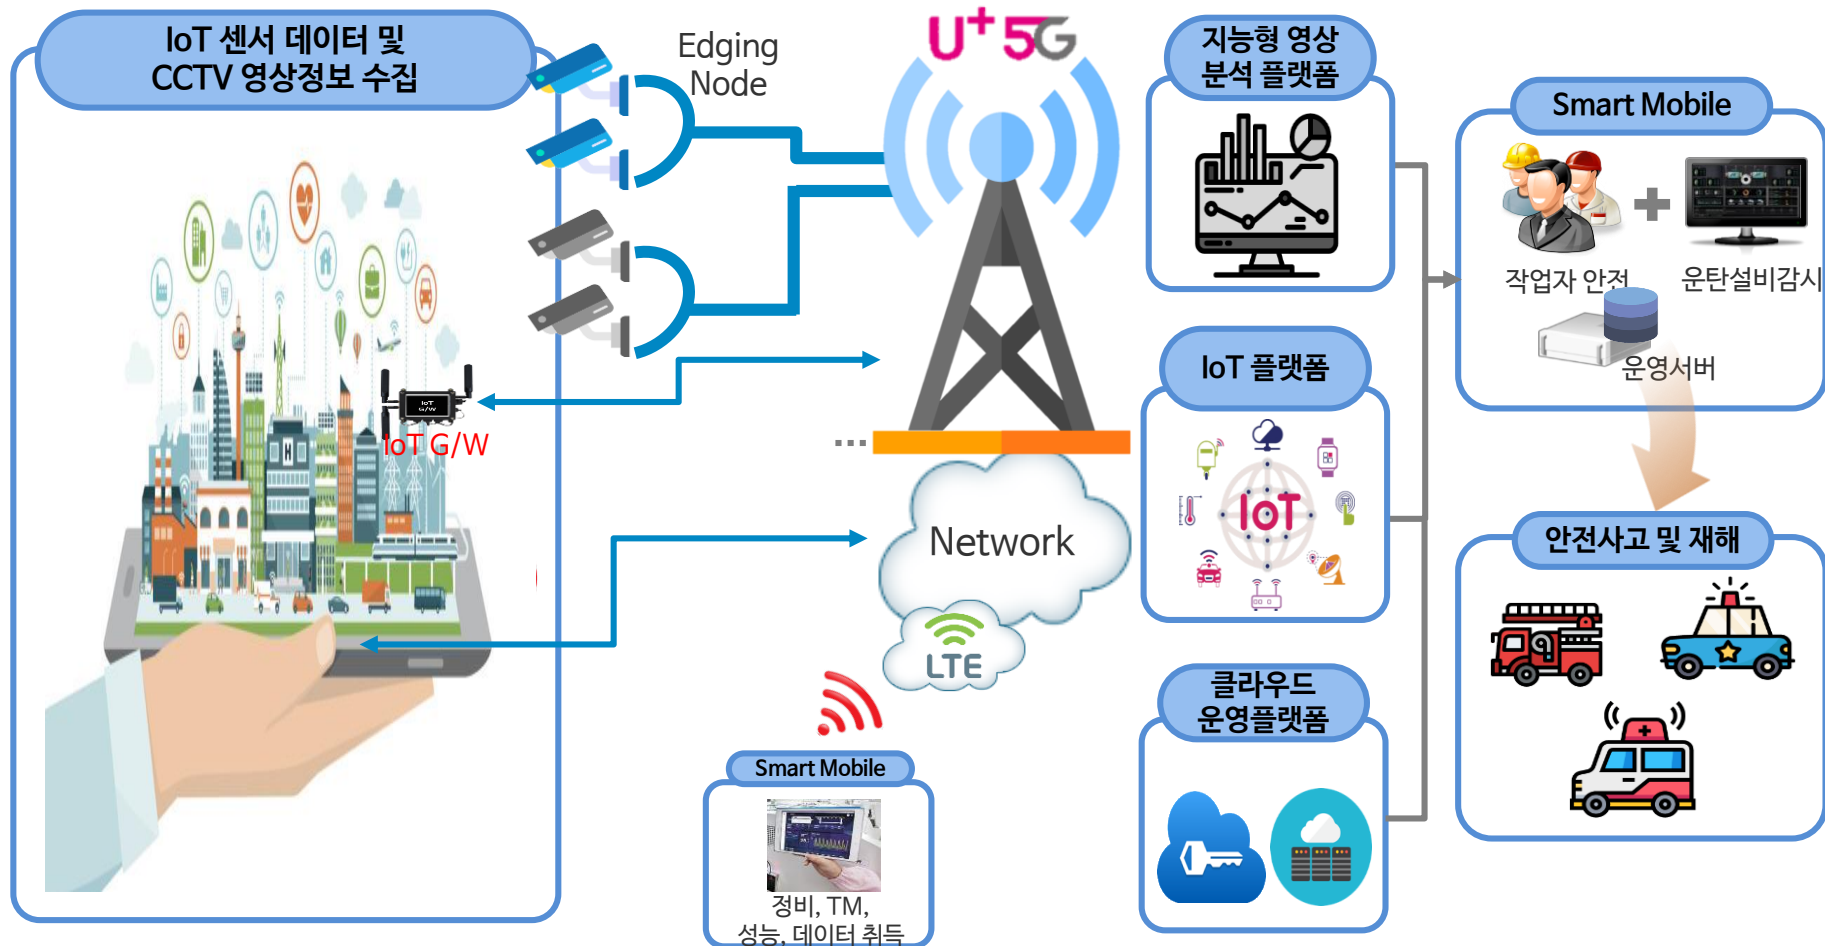 IoT 센서 데이터 및
CCTV 영상정보 수집
Edging
Node
U+ 5G
지능형 영상
분석 플랫폼
Smart Mobile
작업자 안전
운탄설비감시
운영서버
IoT
G/W
IoT G/W
IoT 플랫폼
IoT
...
Network
LTE
안전사고 및 재해
클라우드
운영플랫폼
Smart Mobile
정비, TM,
성능, 데이터 취득
H